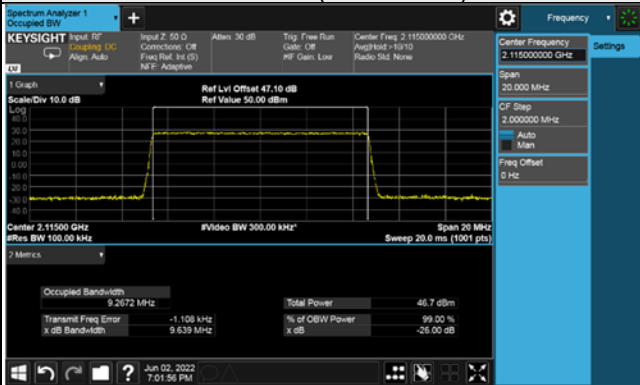 Spectrum Analyzer 1
Occupied BW
+
Frequency
KEYSIGHT
Input: RF
Coupling: DC
Align: Auto
Input Z: 50 Ω
Corrections: Off
Freq Ref: Int (S)
NFE: Adaptive
Atten: 30 dB
Trig: Free Run
Gate: Off
#IF Gain: Low
Center Freq: 2.115000000 GHz
Avg|Hold:>10/10
Radio Std: None
LXI
Center Frequency
2.115000000 GHz
Settings
Span
20.000 MHz
CF Step
2.000000 MHz
Auto
Man
Freq Offset
0 Hz
1 Graph
Scale/Div 10.0 dB
Ref Lvl Offset 47.10 dB
Ref Value 50.00 dBm
Log
40.0
30.0
20.0
10.0
0.00
-10.0
-20.0
-30.0
-40.0
Center 2.11500 GHz
#Res BW 100.00 kHz
#Video BW 300.00 kHz*
Span 20 MHz
Sweep 20.0 ms (1001 pts)
2 Metrics
Occupied Bandwidth
9.2672 MHz
Total Power 46.7 dBm
Transmit Freq Error -1.108 kHz
% of OBW Power 99.00 %
x dB Bandwidth 9.639 MHz
x dB -26.00 dB
?
Jun 02, 2022
7:01:56 PM